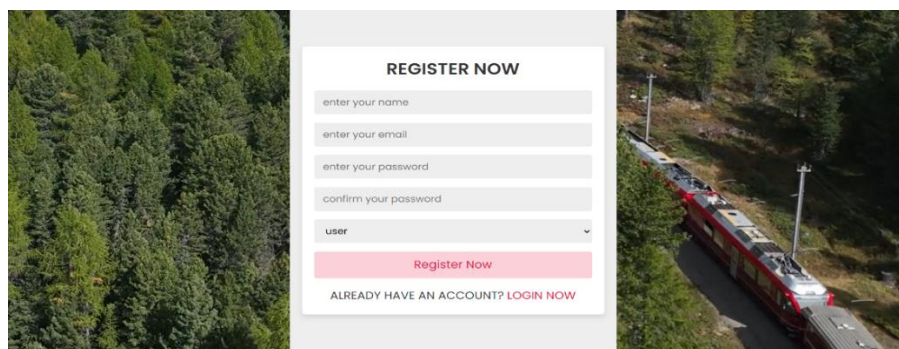 REGISTER NOW
enter your name
enter your email
enter your password
confirm your password
user
Register Now
ALREADY HAVE AN ACCOUNT? LOGIN NOW